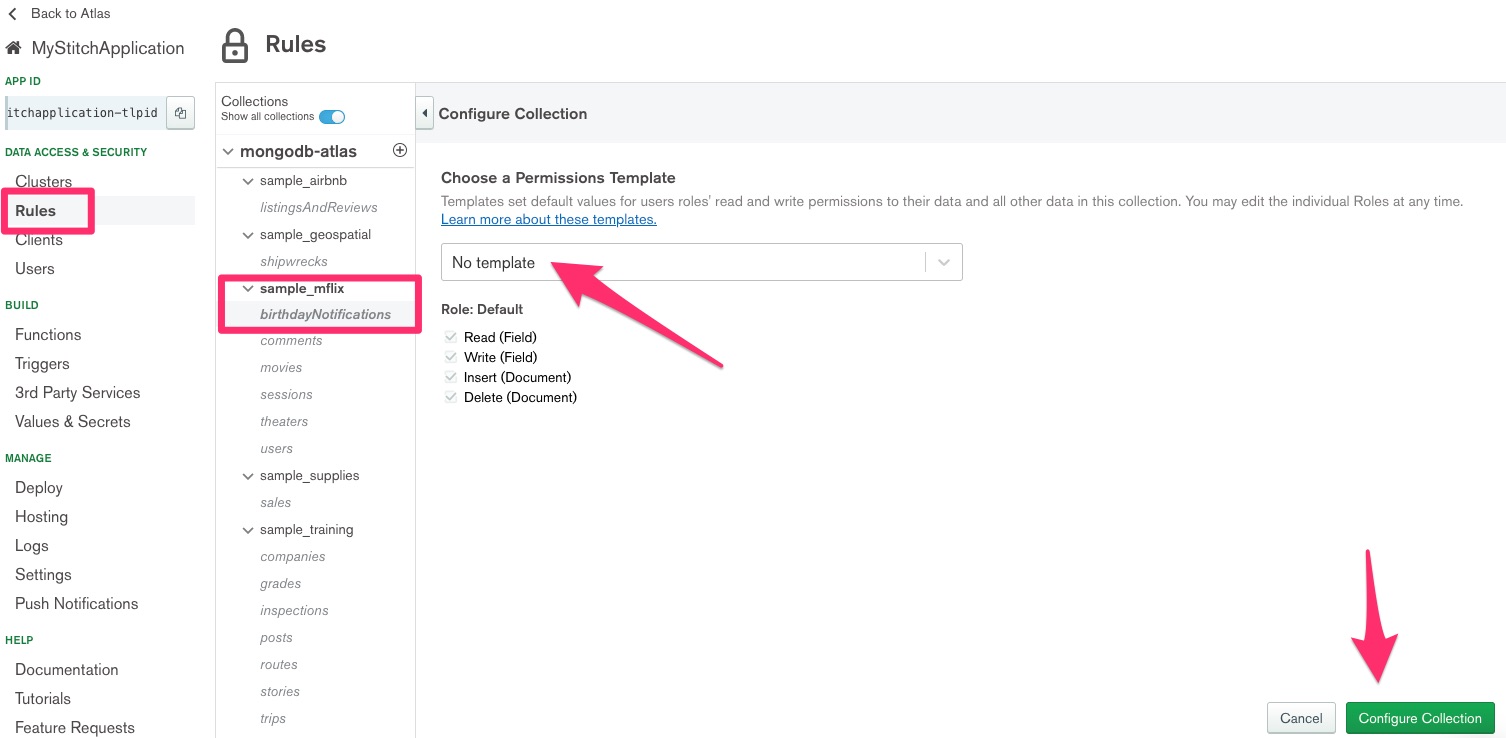 Back to Atlas
MyStitchApplication
APP ID
itchapplication-tlpid
DATA ACCESS & SECURITY
Clusters
Rules
Clients
Users
BUILD
Functions
Triggers
3rd Party Services
Values & Secrets
MANAGE
Deploy
Hosting
Logs
Settings
Push Notifications
HELP
Documentation
Tutorials
Feature Requests
Rules
Collections
Show all collections
mongodb-atlas
sample_airbnb
listingsAndReviews
sample_geospatial
shipwrecks
sample_mflix
birthdayNotifications
comments
movies
sessions
theaters
users
sample_supplies
sales
sample_training
companies
grades
inspections
posts
routes
stories
trips
Configure Collection
Choose a Permissions Template
Templates set default values for users roles' read and write permissions to their data and all other data in this collection. You may edit the individual Roles at any time.
Learn more about these templates.
No template
Role: Default
Read (Field)
Write (Field)
Insert (Document)
Delete (Document)
Cancel
Configure Collection